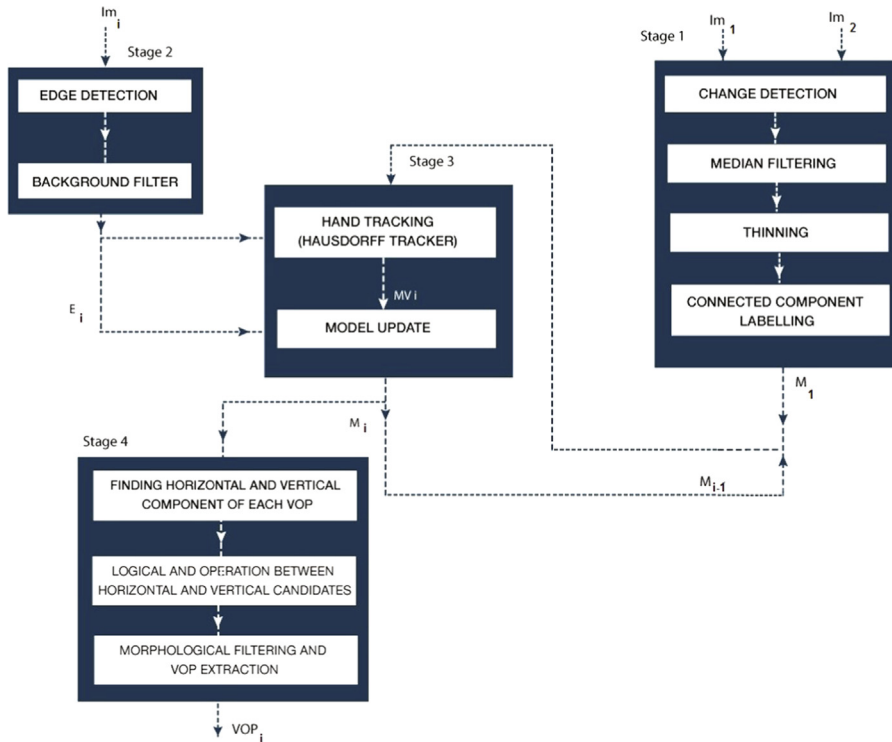 Im i
Stage 2
EDGE DETECTION
BACKGROUND FILTER
E i
Stage 1
Im 1
Im 2
CHANGE DETECTION
MEDIAN FILTERING
THINNING
CONNECTED COMPONENT
LABELLING
M 1
Stage 3
HAND TRACKING
(HAUSDORFF TRACKER)
MV i
MODEL UPDATE
M i
M i-1
Stage 4
FINDING HORIZONTAL AND VERTICAL
COMPONENT OF EACH VOP
LOGICAL AND OPERATION BETWEEN
HORIZONTAL AND VERTICAL CANDIDATES
MORPHOLOGICAL FILTERING AND
VOP EXTRACTION
VOP i